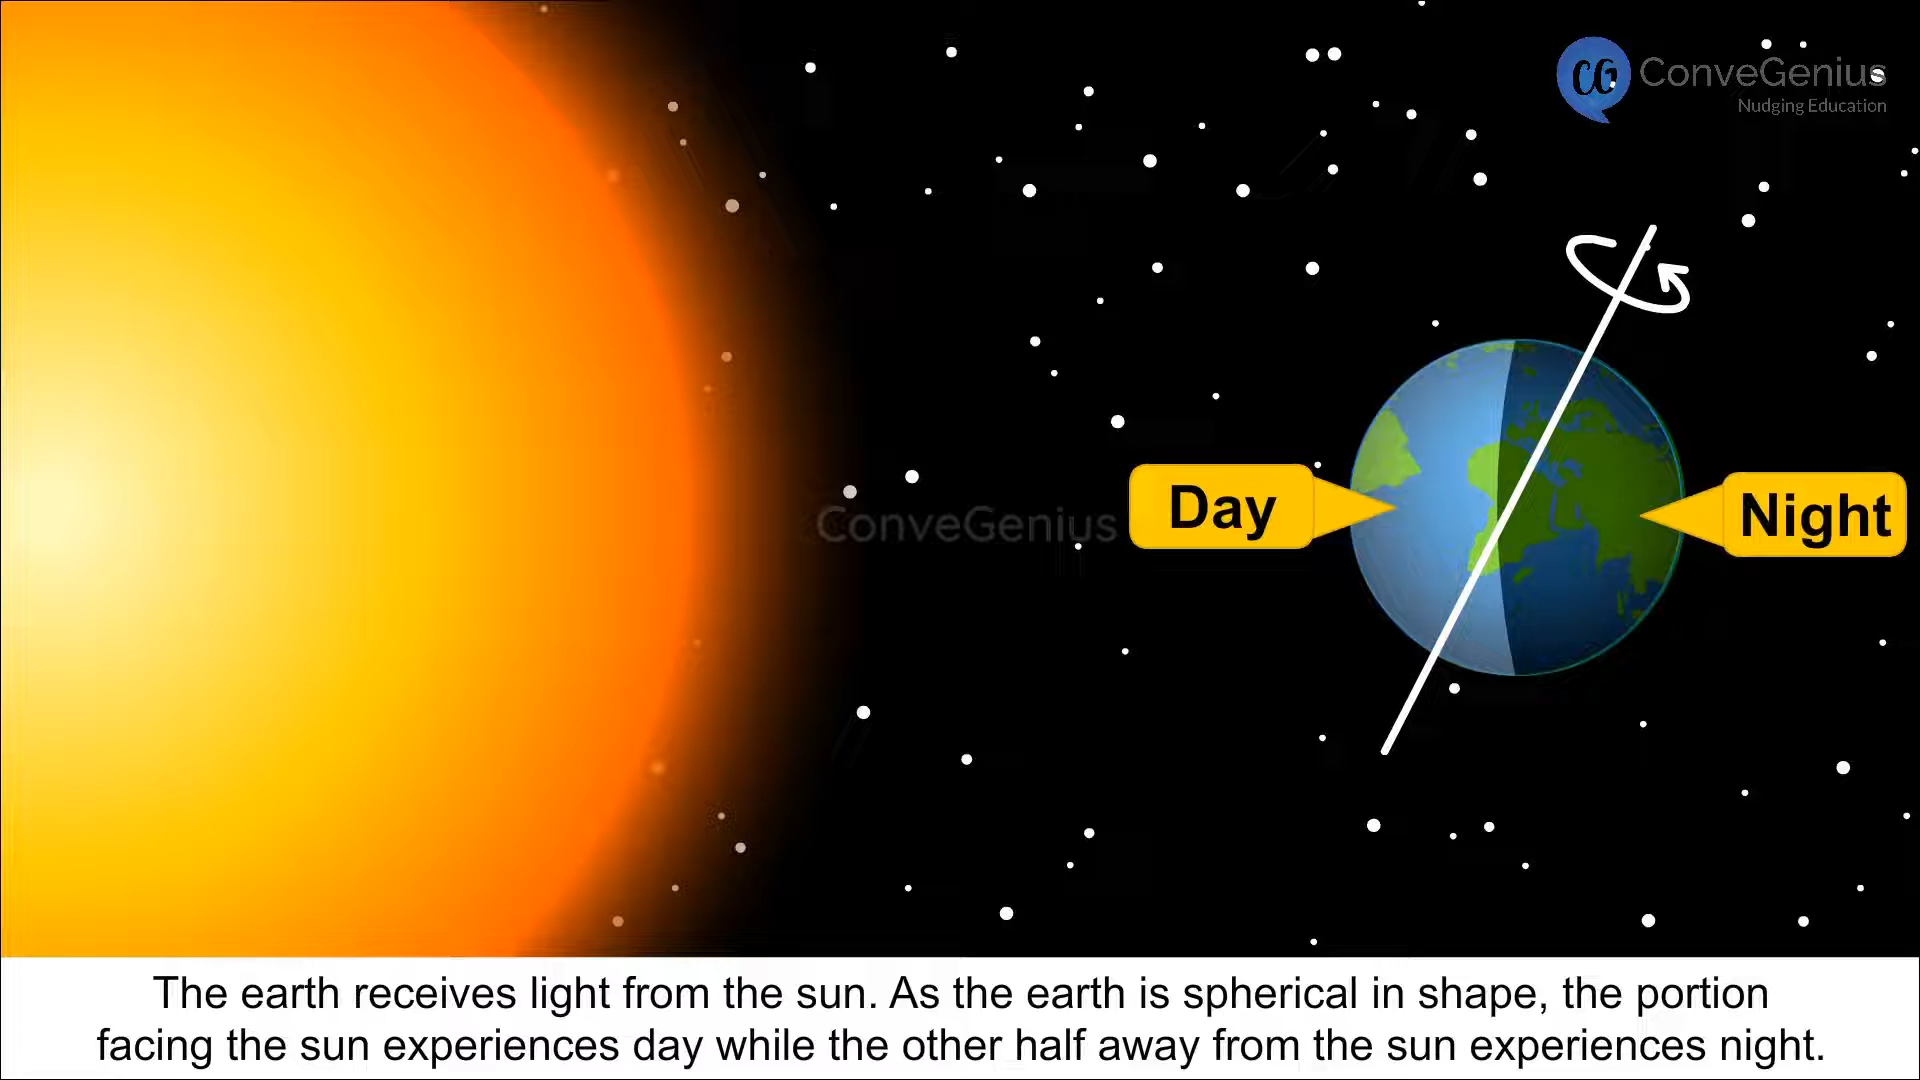 CG ConveGenius
Nudging Education
Day
Night
ConveGenius
The earth receives light from the sun. As the earth is spherical in shape, the portion
facing the sun experiences day while the other half away from the sun experiences night.